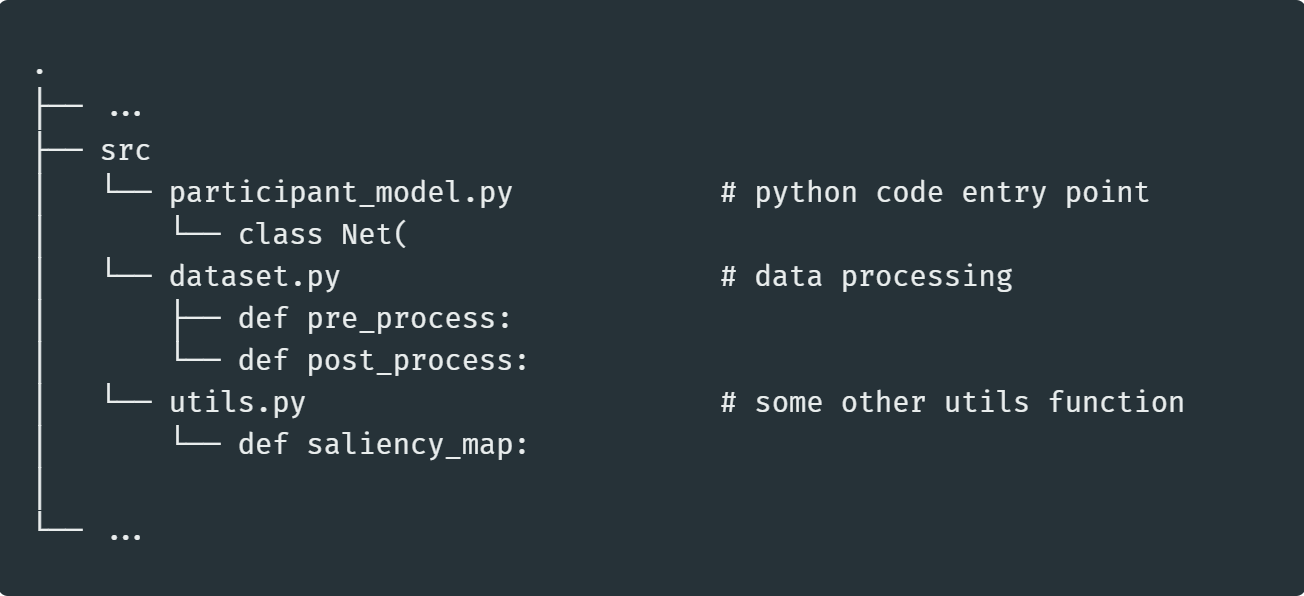 .
├── ...
├── src
│   └── participant_model.py            # python code entry point
│       └── class Net(
│   └── dataset.py                      # data processing
│       ├── def pre_process:
│       └── def post_process:
│   └── utils.py                        # some other utils function
│       └── def saliency_map:
│
└── ...